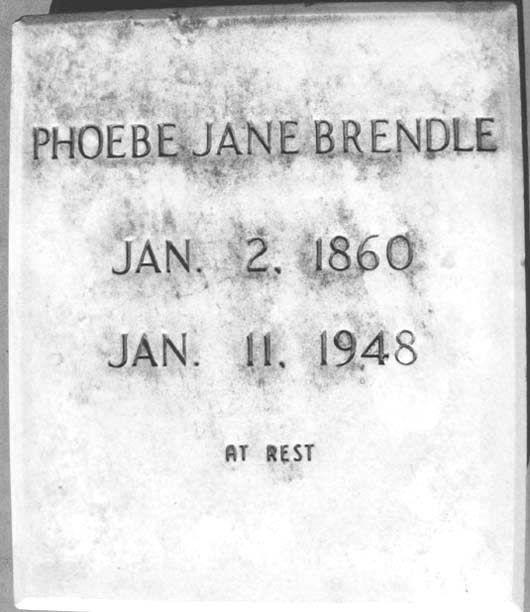 PHOEBE JANE BRENDLE
JAN. 2, 1860
JAN. 11, 1948
AT REST